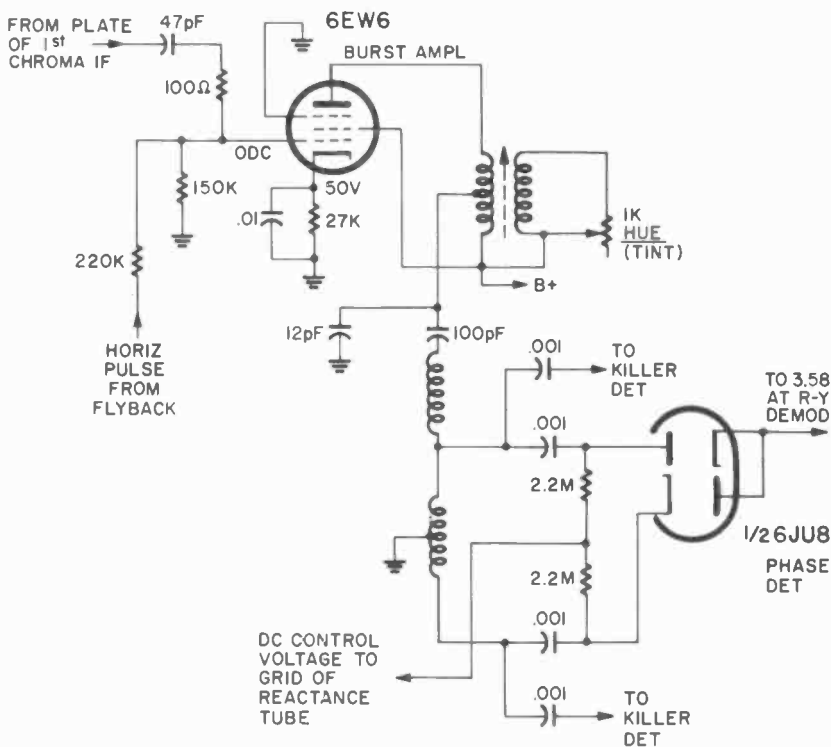 FROM PLATE
OF 1st
CHROMA IF
47pF
6EW6
BURST AMPL
100Ω
ODC
150K
50V
.01
27K
220K
1K
HUE
(TINT)
B+
HORIZ
PULSE
FROM
FLYBACK
12pF
100pF
.001
TO
KILLER
DET
TO 3.58
AT R-Y
DEMOD
.001
2.2M
1/2 6JU8
PHASE
DET
2.2M
.001
DC CONTROL
VOLTAGE TO
GRID OF
REACTANCE
TUBE
.001
TO
KILLER
DET